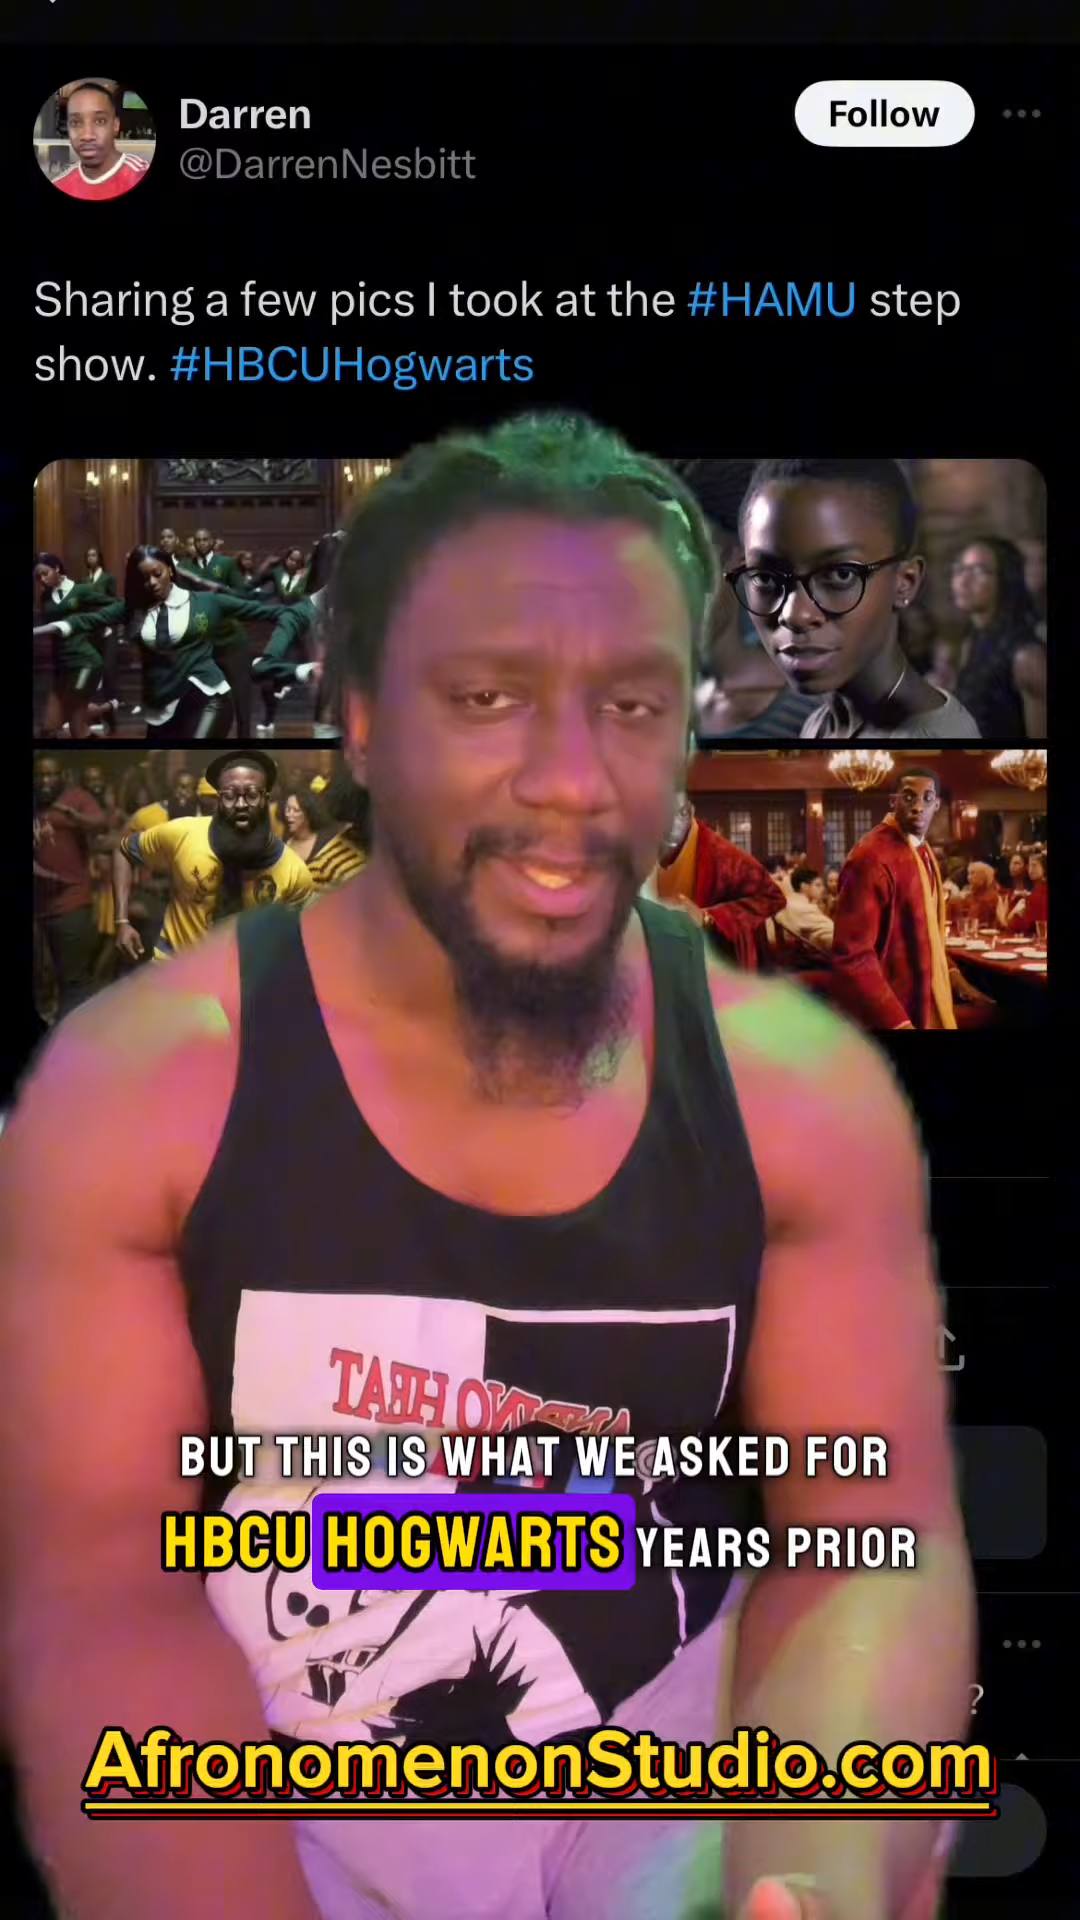 Darren
@DarrenNesbitt
Follow
Sharing a few pics I took at the #HAMU step
show. #HBCUHogwarts
BUT THIS IS WHAT WE ASKED FOR
HBCU HOGWARTS YEARS PRIOR
?
AfronomenonStudio.com